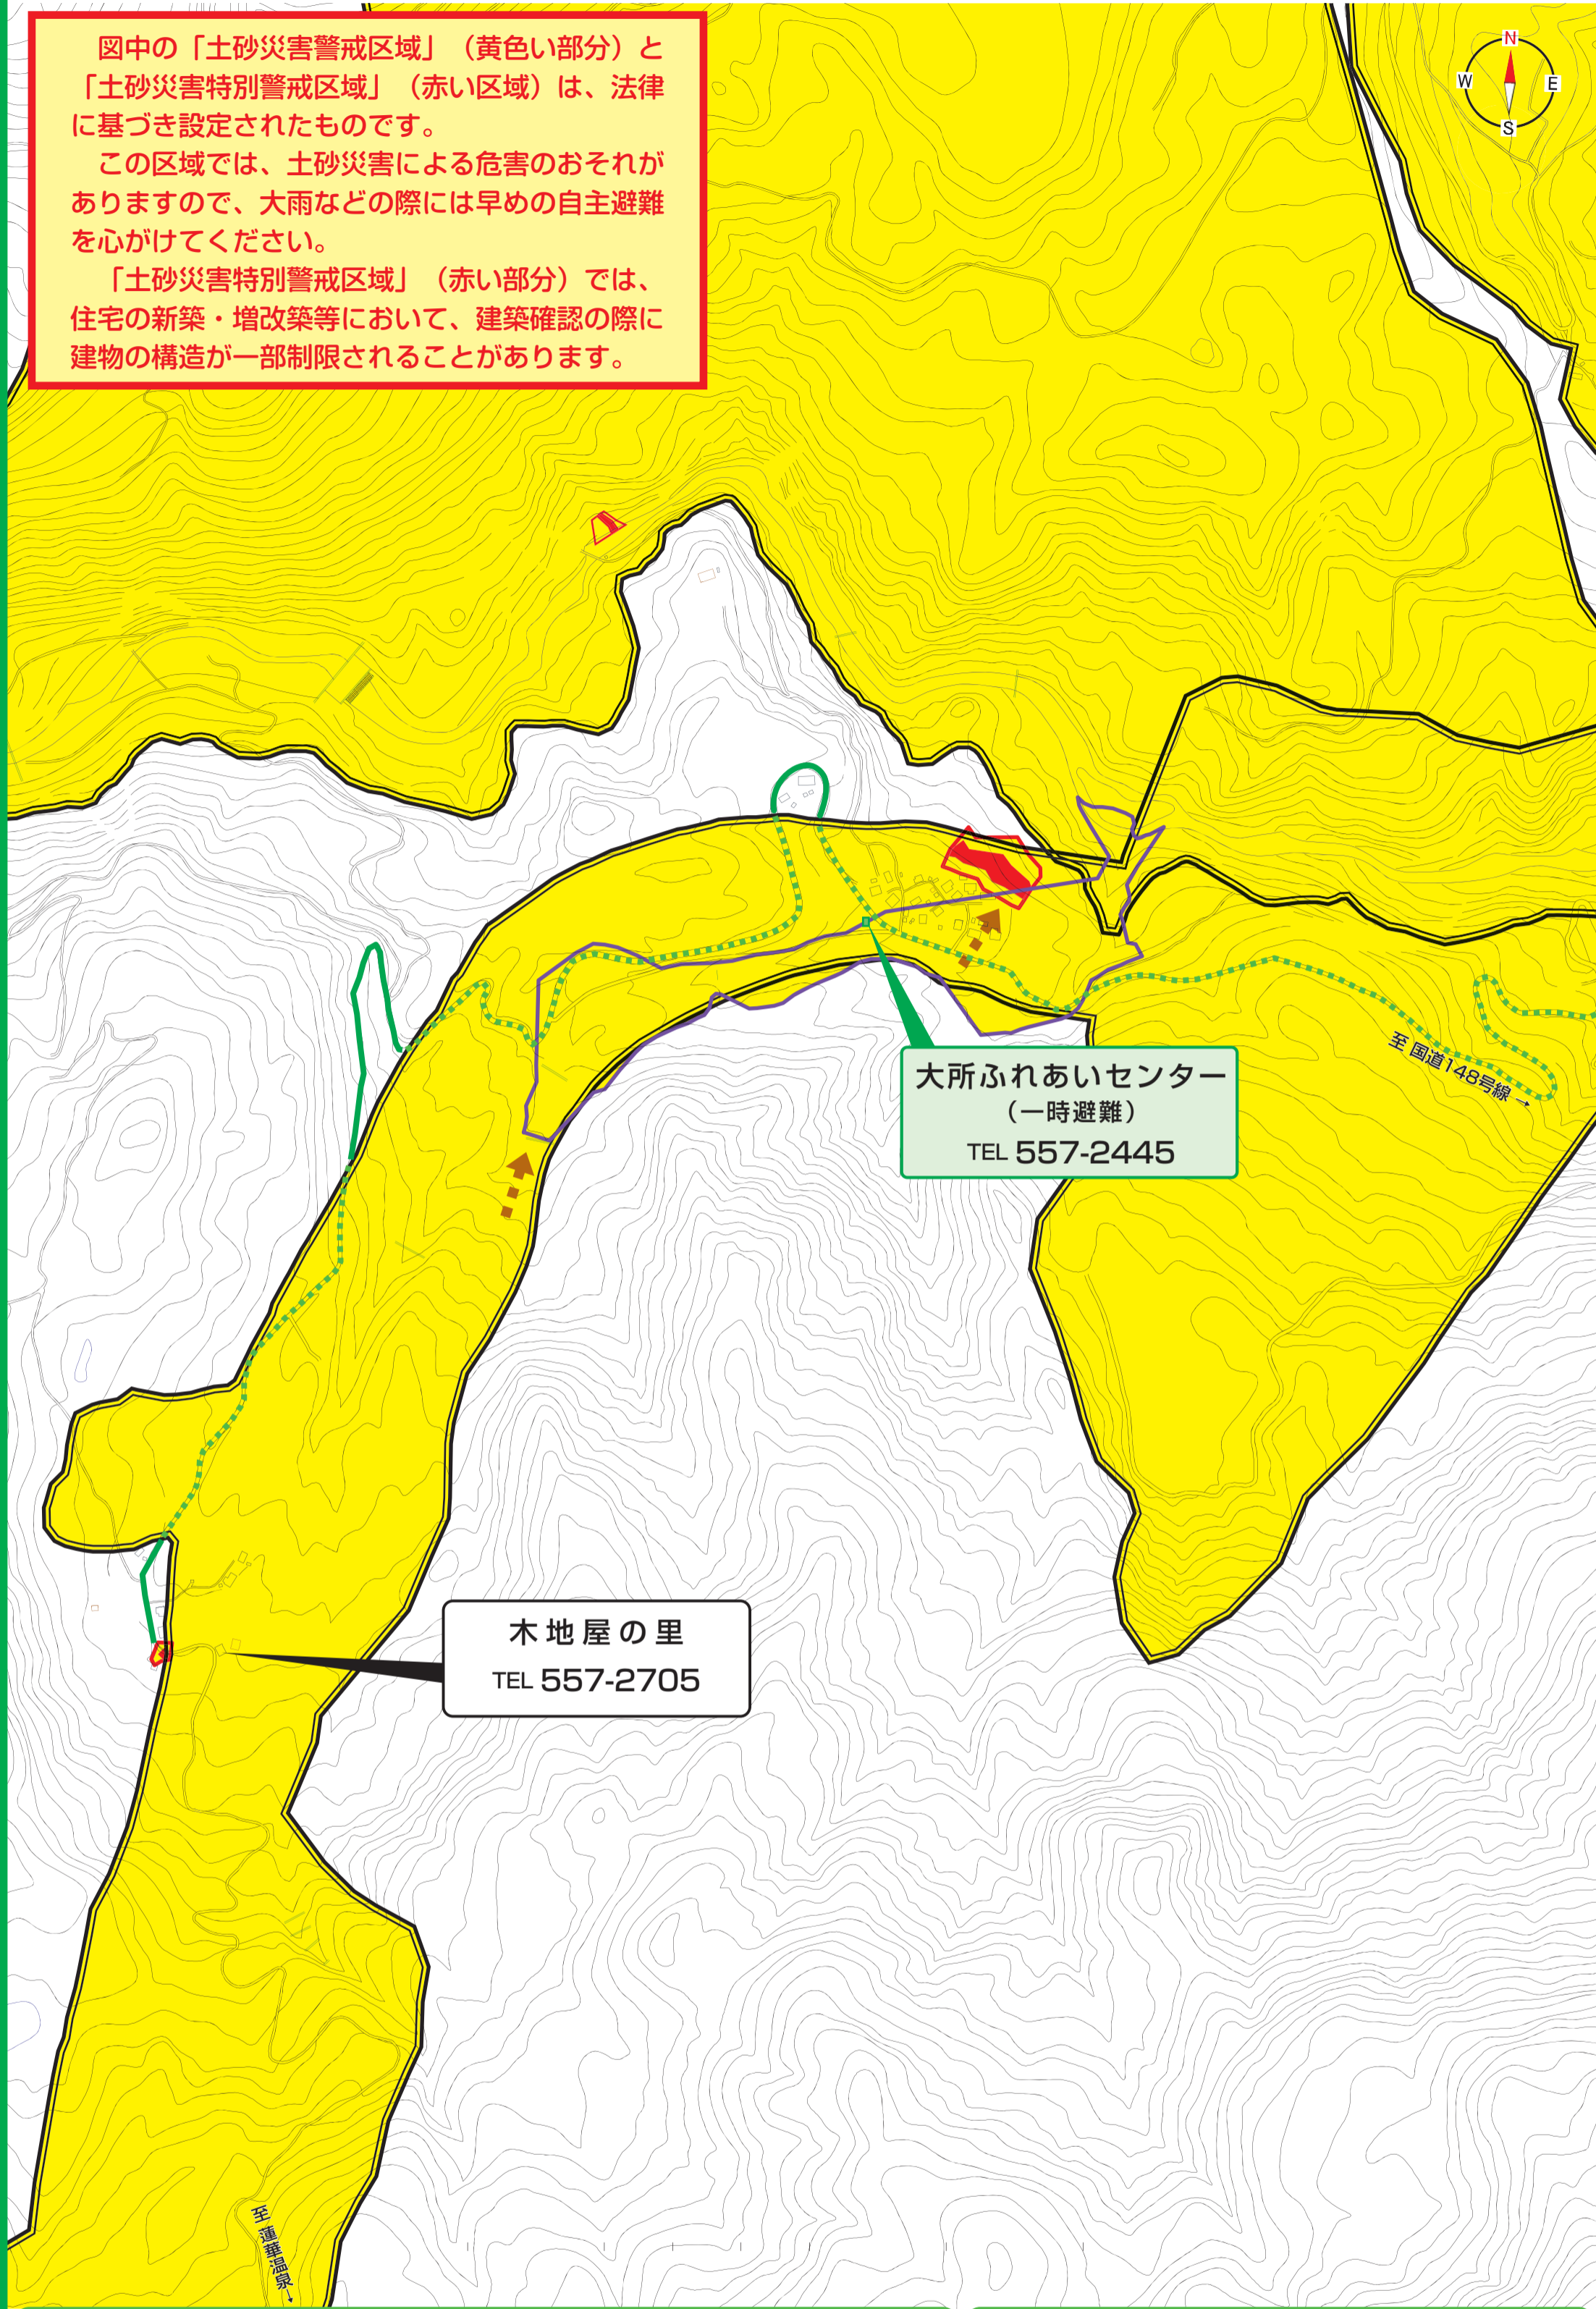 図中の「土砂災害警戒区域」（黄色い部分）と
「土砂災害特別警戒区域」（赤い区域）は、法律
に基づき設定されたものです。
この区域では、土砂災害による危害のおそれが
ありますので、大雨などの際には早めの自主避難
を心がけてください。
「土砂災害特別警戒区域」（赤い部分）では、
住宅の新築・増改築等において、建築確認の際に
建物の構造が一部制限されることがあります。
N
W
E
S
至 国道148号線→
大所ふれあいセンター
（一時避難）
TEL 557-2445
木地屋の里
TEL 557-2705
至 蓮華温泉→